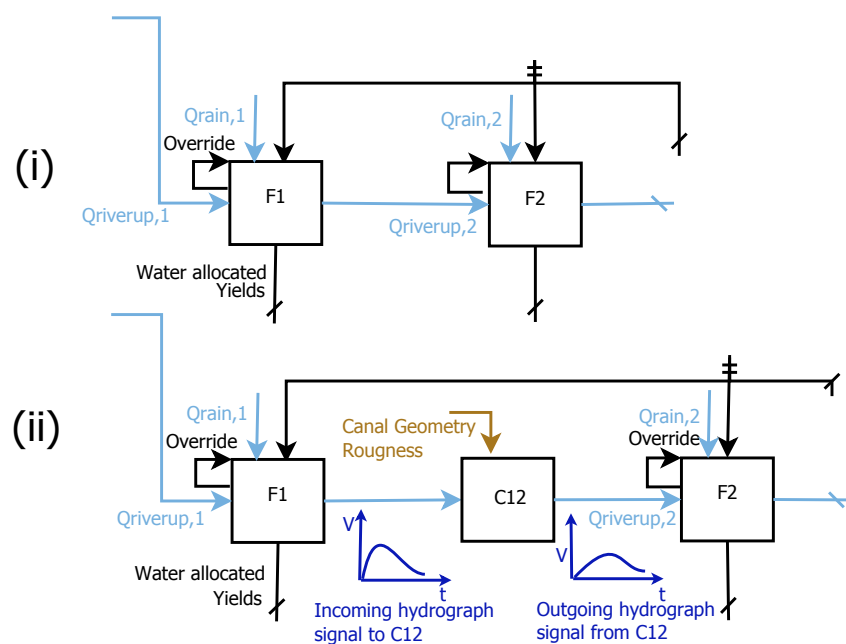 (i)
Qrain,1
Qrain,2
Override
F1
F2
Qriverup,1
Qriverup,2
Water allocated
Yields
(ii)
Qrain,1
Qrain,2
Canal Geometry
Rougness
Override
Override
F1
C12
F2
Qriverup,1
Qriverup,2
V
t
V
t
Water allocated
Yields
Incoming hydrograph
signal to C12
Outgoing hydrograph
signal from C12